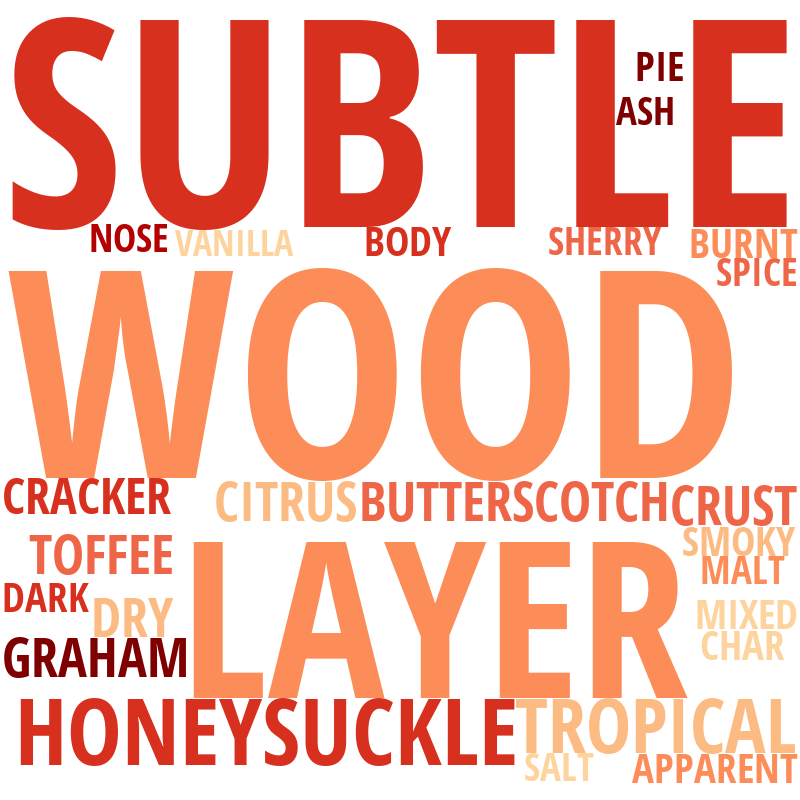 SUBTLE
PIE
ASH
NOSE VANILLA BODY SHERRY BURNT
SPICE
WOOD
CRACKER CITRUS BUTTERSCOTCH CRUST
TOFFEE SMOKY
MALT
LAYER
DARK DRY MIXED
GRAHAM CHAR
HONEYSUCKLE TROPICAL
SALT APPARENT